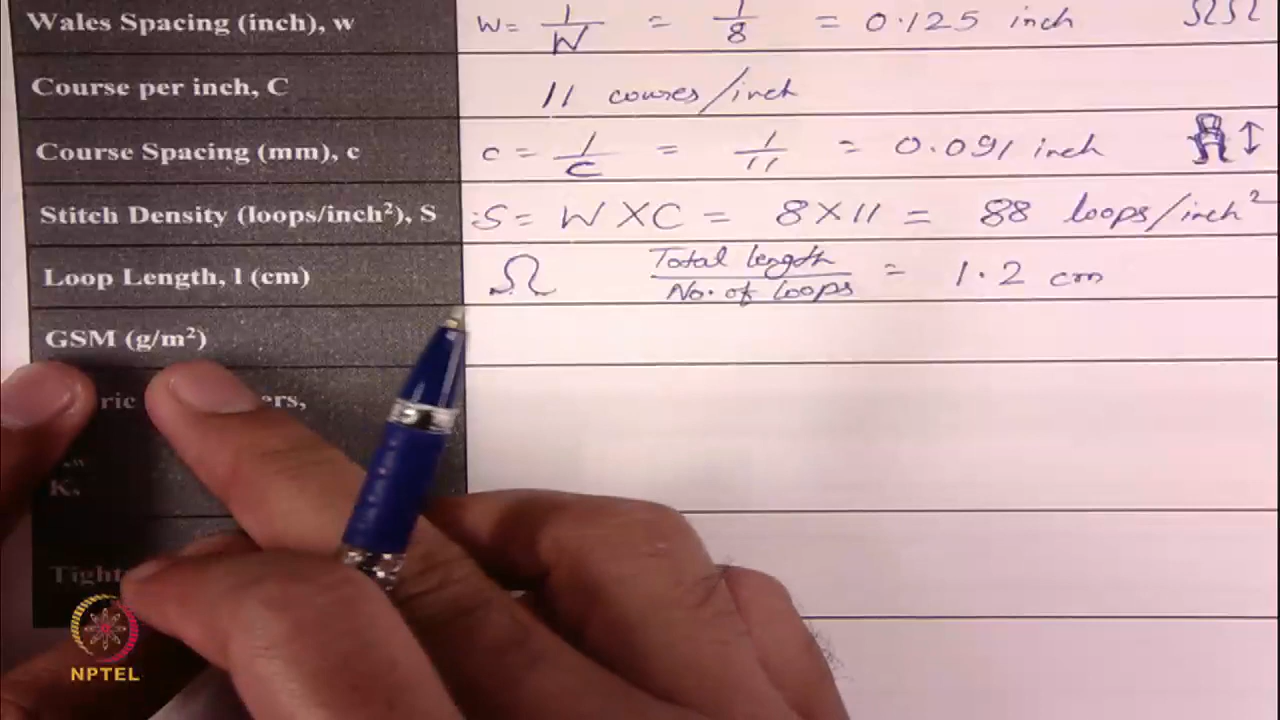 Wales Spacing (inch), w w = 1/W = 1/8 = 0.125 inch
Course per inch, C 11 courses/inch
Course Spacing (mm), c c = 1/C = 1/11 = 0.091 inch
Stitch Density (loops/inch²), S :S = W X C = 8 X 11 = 88 loops/inch²
Loop Length, l (cm) Total length / No. of Loops = 1.2 cm
GSM (g/m²)
NPTEL